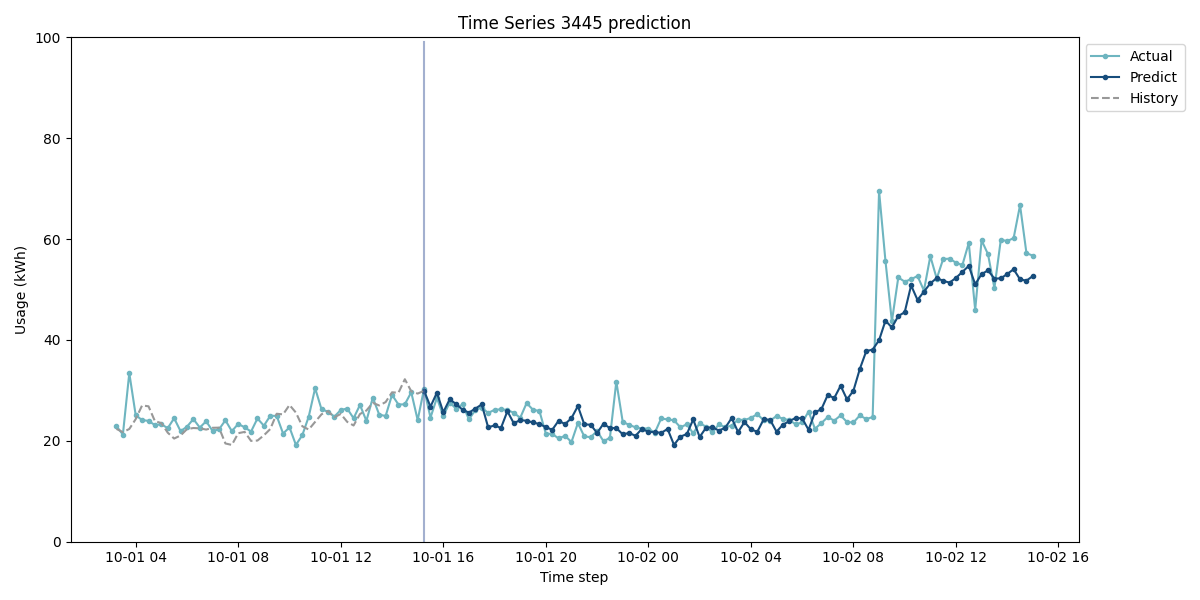 Time Series 3445 prediction
100
80
60
40
20
0
Usage (kWh)
10-01 04
10-01 08
10-01 12
10-01 16
10-01 20
10-02 00
10-02 04
10-02 08
10-02 12
10-02 16
Time step
Actual
Predict
History